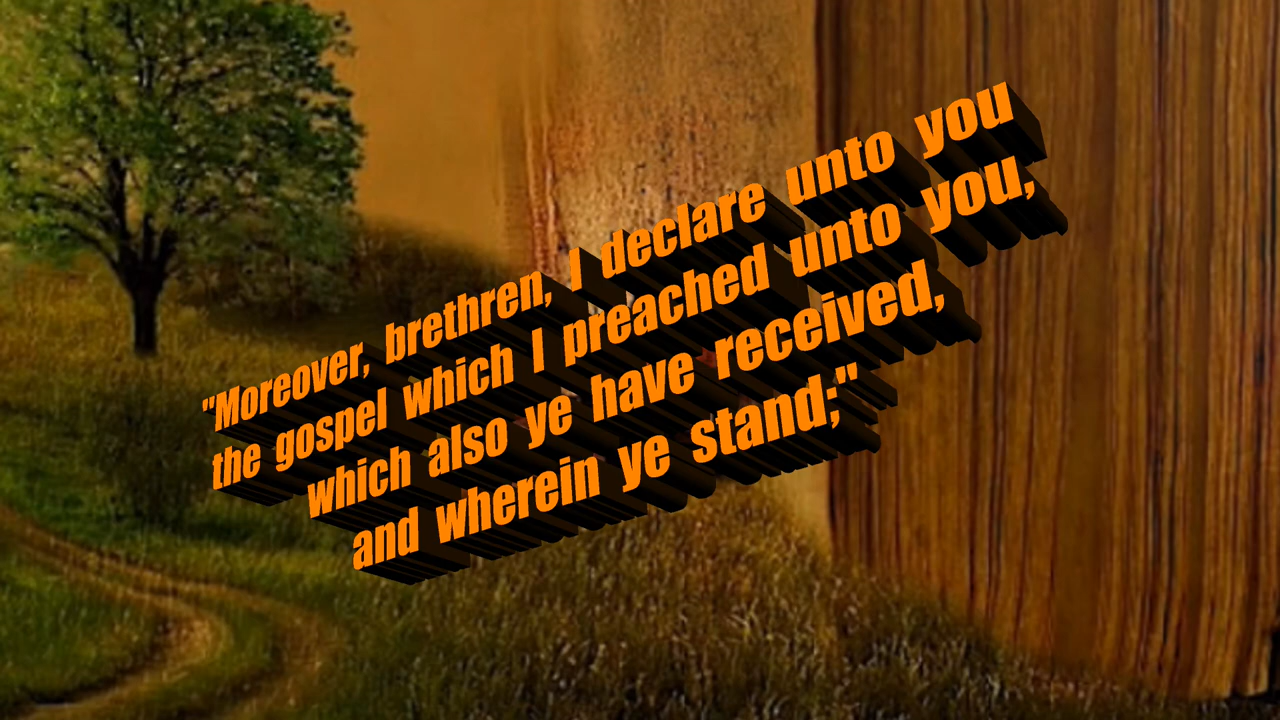 "Moreover, brethren, I declare unto you
the gospel which I preached unto you,
which also ye have received,
and wherein ye stand;"